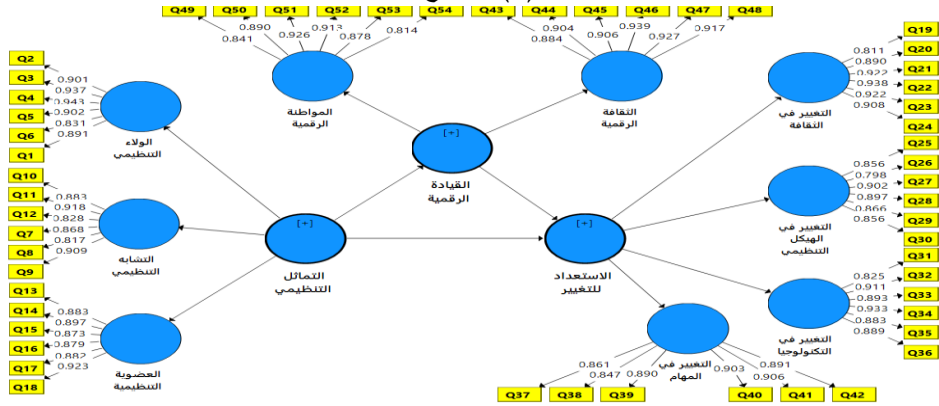 Q49
Q50
Q51
Q52
Q53
Q54
0.841
0.890
0.926
0.913
0.878
0.814
المواطنة
الرقمية
Q43
Q44
Q45
Q46
Q47
Q48
0.884
0.904
0.906
0.939
0.927
0.917
الثقافة
الرقمية
Q2
Q3
Q4
Q5
Q6
Q1
0.901
0.937
0.943
0.902
0.831
0.891
الولاء
التنظيمي
Q10
Q11
Q12
Q7
Q8
Q9
0.883
0.918
0.828
0.868
0.817
0.909
التشابه
التنظيمي
Q13
Q14
Q15
Q16
Q17
Q18
0.883
0.897
0.873
0.879
0.882
0.923
العضوية
التنظيمية
[+]
القيادة
الرقمية
[+]
التماثل
التنظيمي
[+]
الاستعداد
للتغيير
Q19
Q20
Q21
Q22
Q23
Q24
0.811
0.890
0.922
0.938
0.922
0.908
التغيير في
الثقافة
Q25
Q26
Q27
Q28
Q29
Q30
0.856
0.798
0.902
0.897
0.866
0.856
التغيير في
الهيكل
التنظيمي
Q31
Q32
Q33
Q34
Q35
Q36
0.825
0.911
0.893
0.933
0.883
0.889
التغيير في
التكنولوجيا
التغيير في
المهام
0.861
0.847
0.890
0.903
0.906
0.891
Q37
Q38
Q39
Q40
Q41
Q42